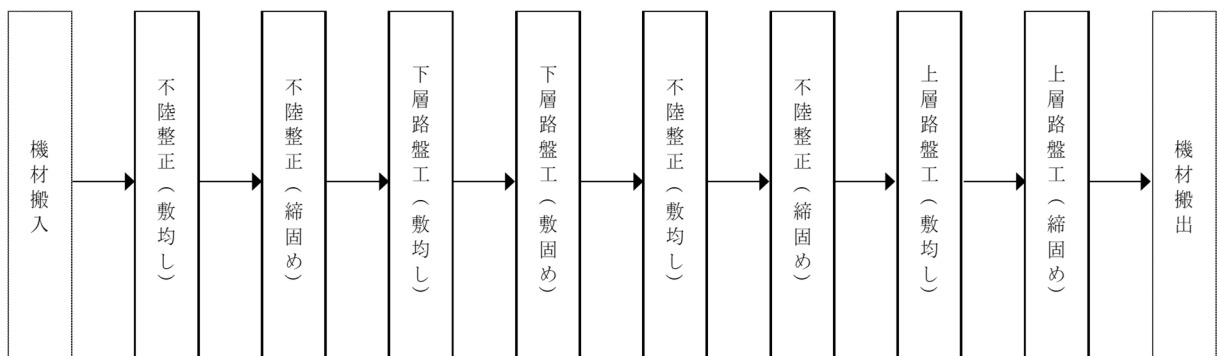 機材搬入
不陸整正（敷均し）
不陸整正（締固め）
下層路盤工（敷均し）
下層路盤工（敷固め）
不陸整正（敷均し）
不陸整正（締固め）
上層路盤工（敷均し）
上層路盤工（締固め）
機材搬出